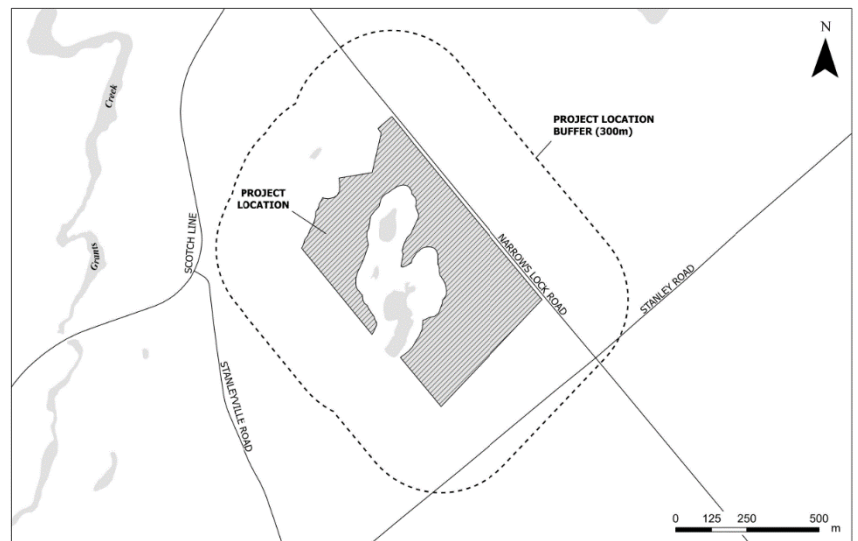 N
Creek
PROJECT LOCATION
BUFFER (300m)
PROJECT
LOCATION
SCOTCH LINE
Grants
NARROWS LOCK ROAD
STANLEY ROAD
STANLEYVILLE ROAD
0 125 250 500
m